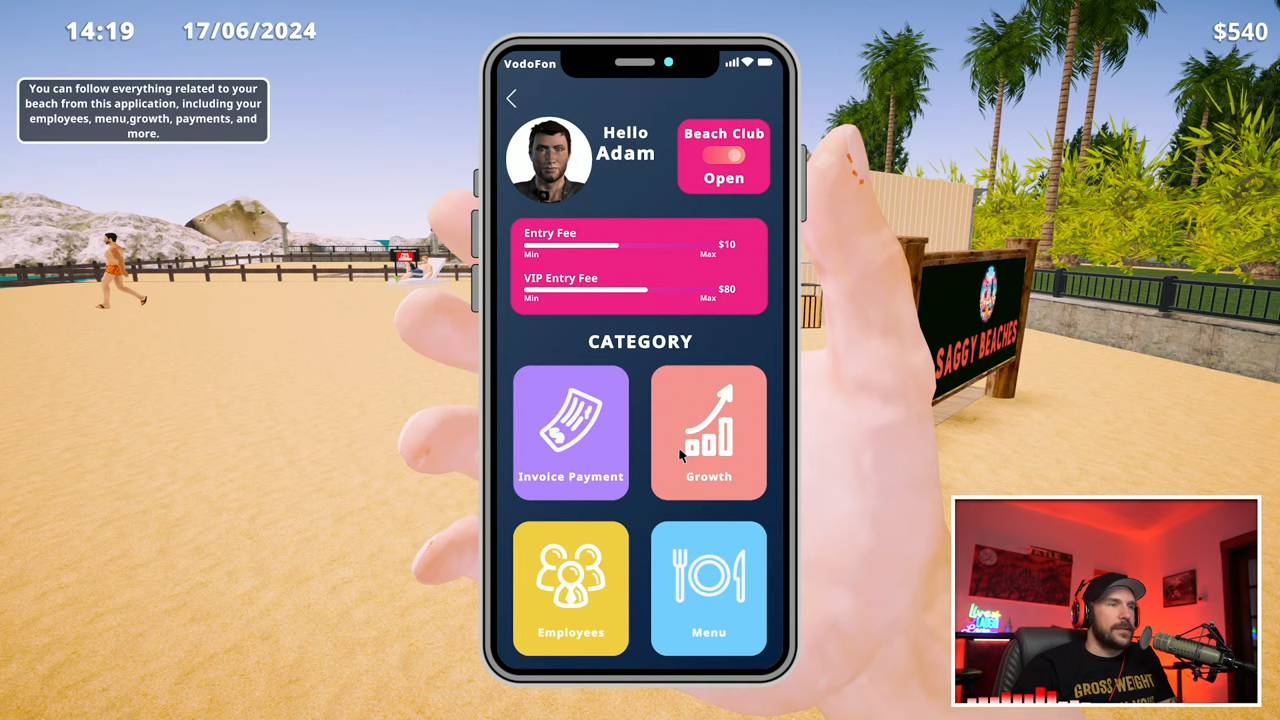 14:19
17/06/2024
$540
You can follow everything related to your
beach from this application, including your
employees, menu,growth, payments, and
more.
VodoFon
Hello
Adam
Beach Club
Open
Entry Fee
$10
Min
Max
VIP Entry Fee
$80
Min
Max
CATEGORY
Invoice Payment
Growth
Employees
Menu
SAGGY BEACHES
GROSS WEIGHT